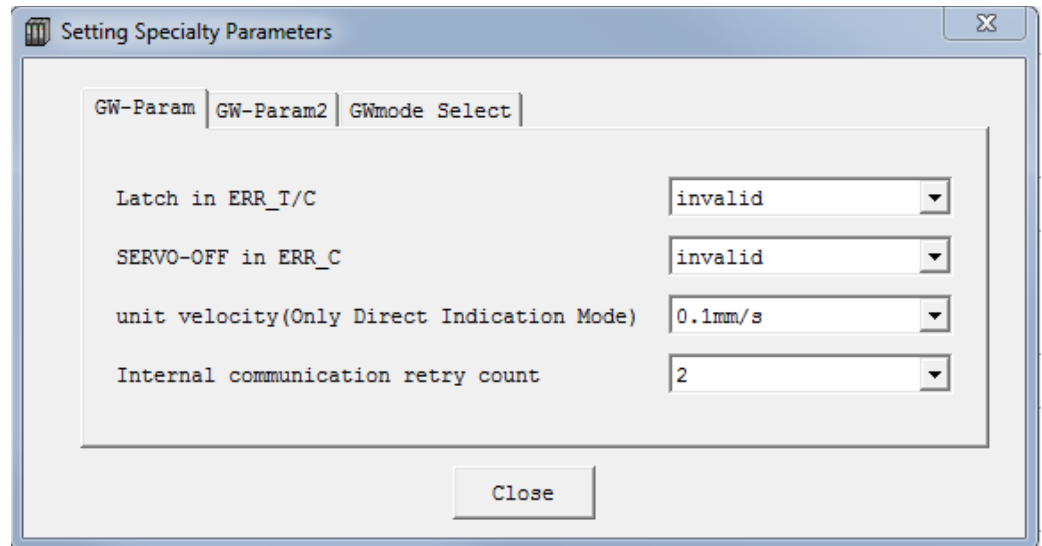 Setting Specialty Parameters
GW-Param GW-Param2 GWmode Select
Latch in ERR_T/C invalid
SERVO-OFF in ERR_C invalid
unit velocity(Only Direct Indication Mode) 0.1mm/s
Internal communication retry count 2
Close